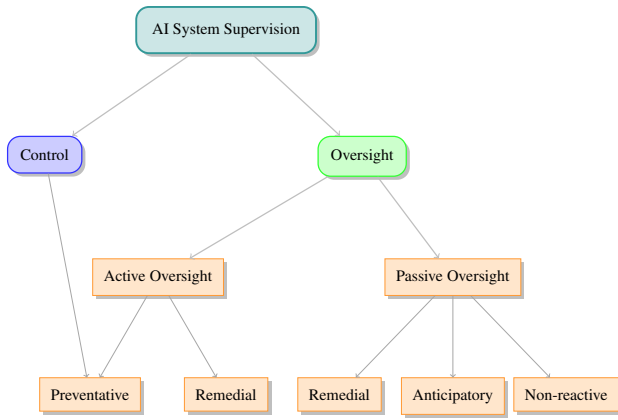 AI System Supervision
Control
Oversight
Active Oversight
Passive Oversight
Preventative
Remedial
Remedial
Anticipatory
Non-reactive